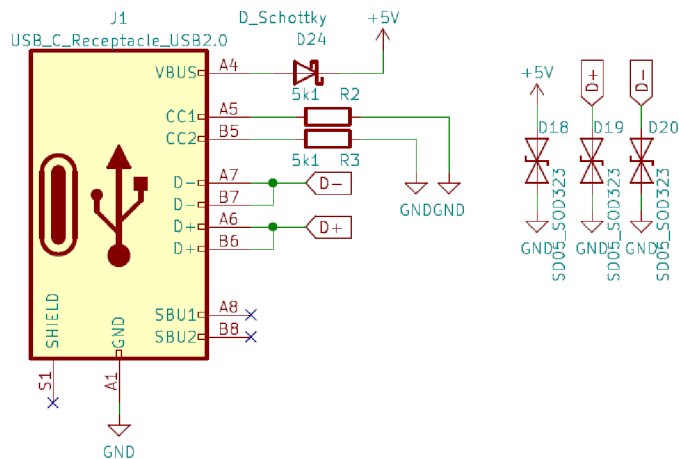 J1
USB_C_Receptacle_USB2.0
D_Schottky
D24
+5V
VBUS
A4
CC1
A5
5k1
R2
CC2
B5
5k1
R3
D-
A7
D-
B7
D-
D+
A6
D+
B6
D+
GND
GND
SBU1
A8
SBU2
B8
SHIELD
GND
S1
A1
GND
+5V
D+
D-
D18
D19
D20
SD05_SOD323
SD05_SOD323
SD05_SOD323
GND
GND
GND